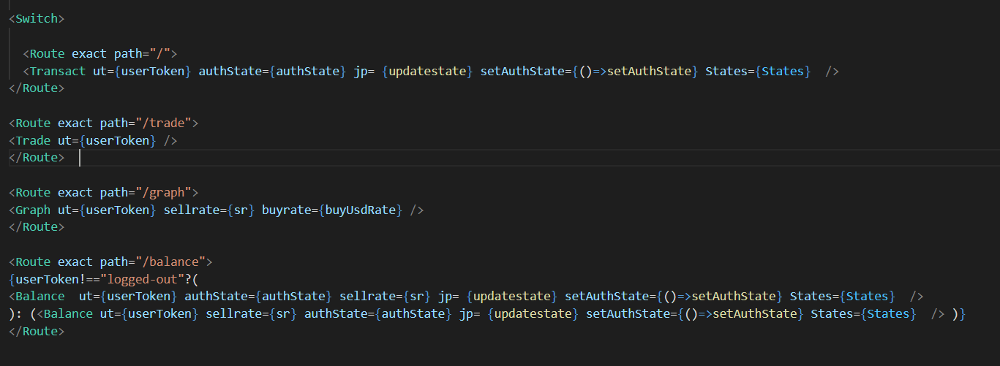 <Switch>
<Route exact path="/">
<Transact ut={userToken} authState={authState} jp= {updatestate} setAuthState={()=>setAuthState} States={States}  />
</Route>
<Route exact path="/trade">
<Trade ut={userToken} />
</Route>
<Route exact path="/graph">
<Graph ut={userToken} sellrate={sr} buyrate={buyUsdRate} />
</Route>
<Route exact path="/balance">
{userToken!=="logged-out"?(
<Balance  ut={userToken} authState={authState} sellrate={sr} jp= {updatestate} setAuthState={()=>setAuthState} States={States}  />
): (<Balance ut={userToken} sellrate={sr} authState={authState} jp= {updatestate} setAuthState={()=>setAuthState} States={States}  /> )}
</Route>